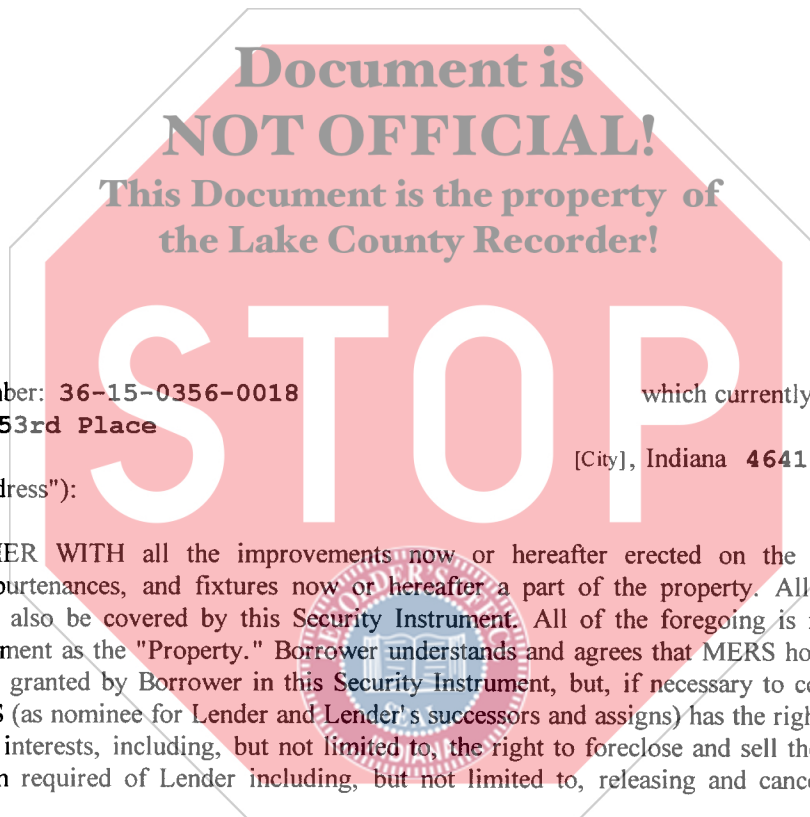 Document is
NOT OFFICIAL!
This Document is the property of
the Lake County Recorder!
STOP
ber: 36-15-0356-0018 which currently
53rd Place
[City], Indiana 4641
dress"):
ER WITH all the improvements now or hereafter erected on the
purtenances, and fixtures now or hereafter a part of the property. All
also be covered by this Security Instrument. All of the foregoing is
ment as the "Property." Borrower understands and agrees that MERS ho
granted by Borrower in this Security Instrument, but, if necessary to c
S (as nominee for Lender and Lender's successors and assigns) has the righ
interests, including, but not limited to, the right to foreclose and sell th
required of Lender including, but not limited to, releasing and canc
SEAL
INDIANA